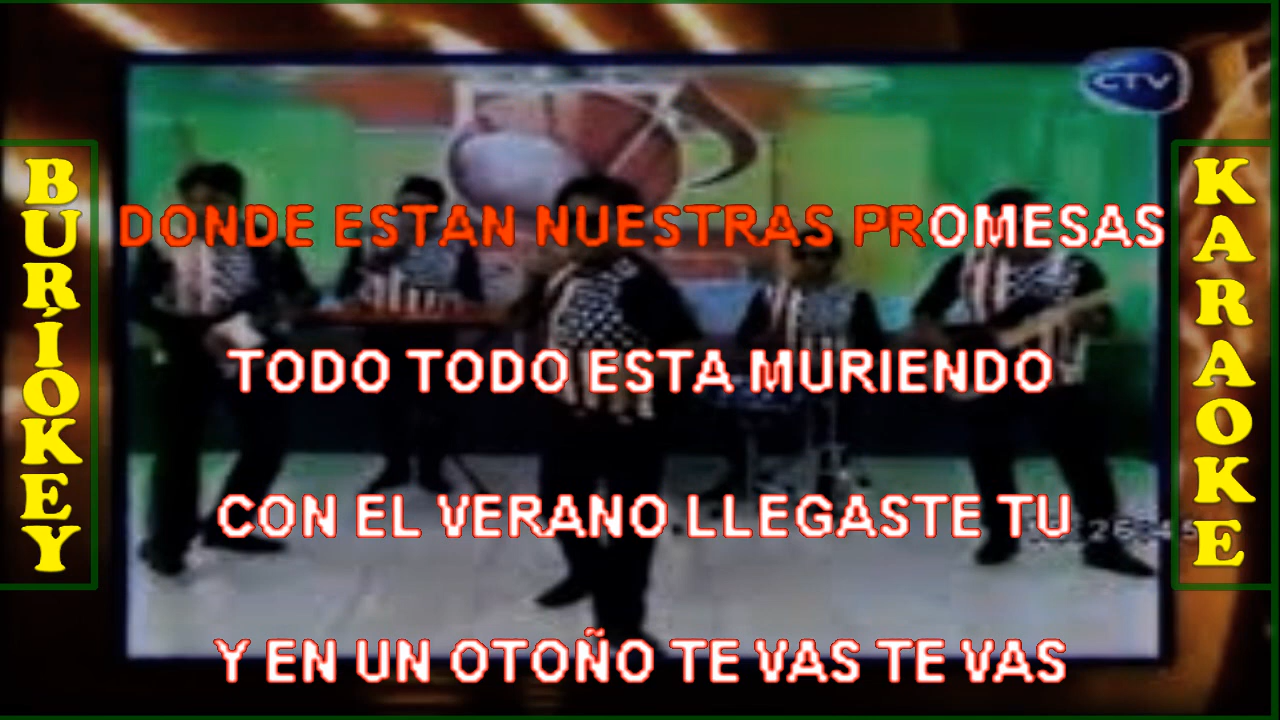 CTV
BURÍOKEY
KARAOKE
DONDE ESTAN NUESTRAS PROMESAS
TODO TODO ESTA MURIENDO
CON EL VERANO LLEGASTE TU
Y EN UN OTOÑO TE VAS TE VAS